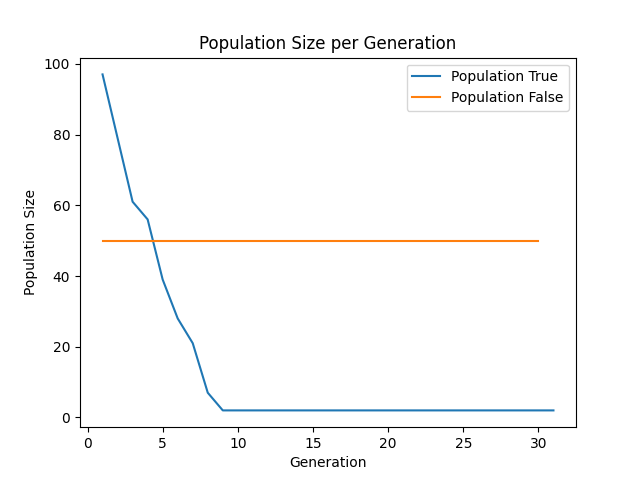 Population Size per Generation
Population True
Population False
Population Size
100
80
60
40
20
0
0 5 10 15 20 25 30
Generation